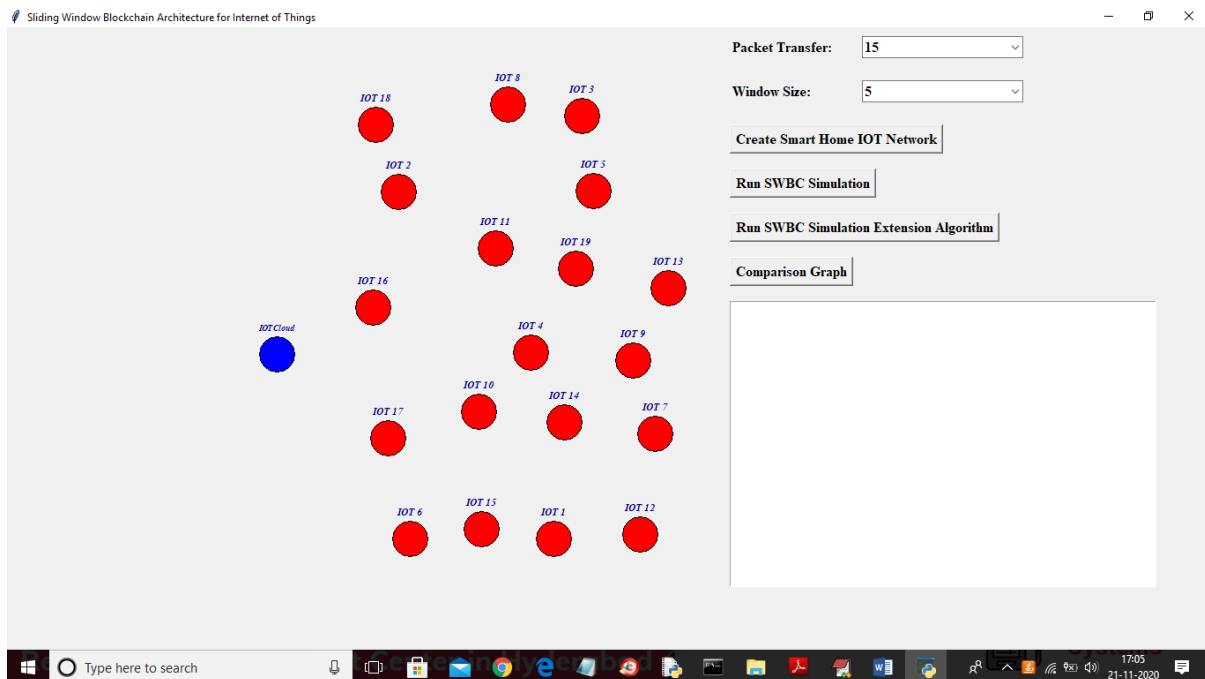 Sliding Window Blockchain Architecture for Internet of Things
Packet Transfer: 15
Window Size: 5
Create Smart Home IOT Network
Run SWBC Simulation
Run SWBC Simulation Extension Algorithm
Comparison Graph
IOT 8
IOT 3
IOT 18
IOT 2
IOT 5
IOT 11
IOT 19
IOT 13
IOT 16
IOT Cloud
IOT 4
IOT 9
IOT 10
IOT 14
IOT 17
IOT 7
IOT 6
IOT 15
IOT 1
IOT 12
Type here to search
17:05
21-11-2020